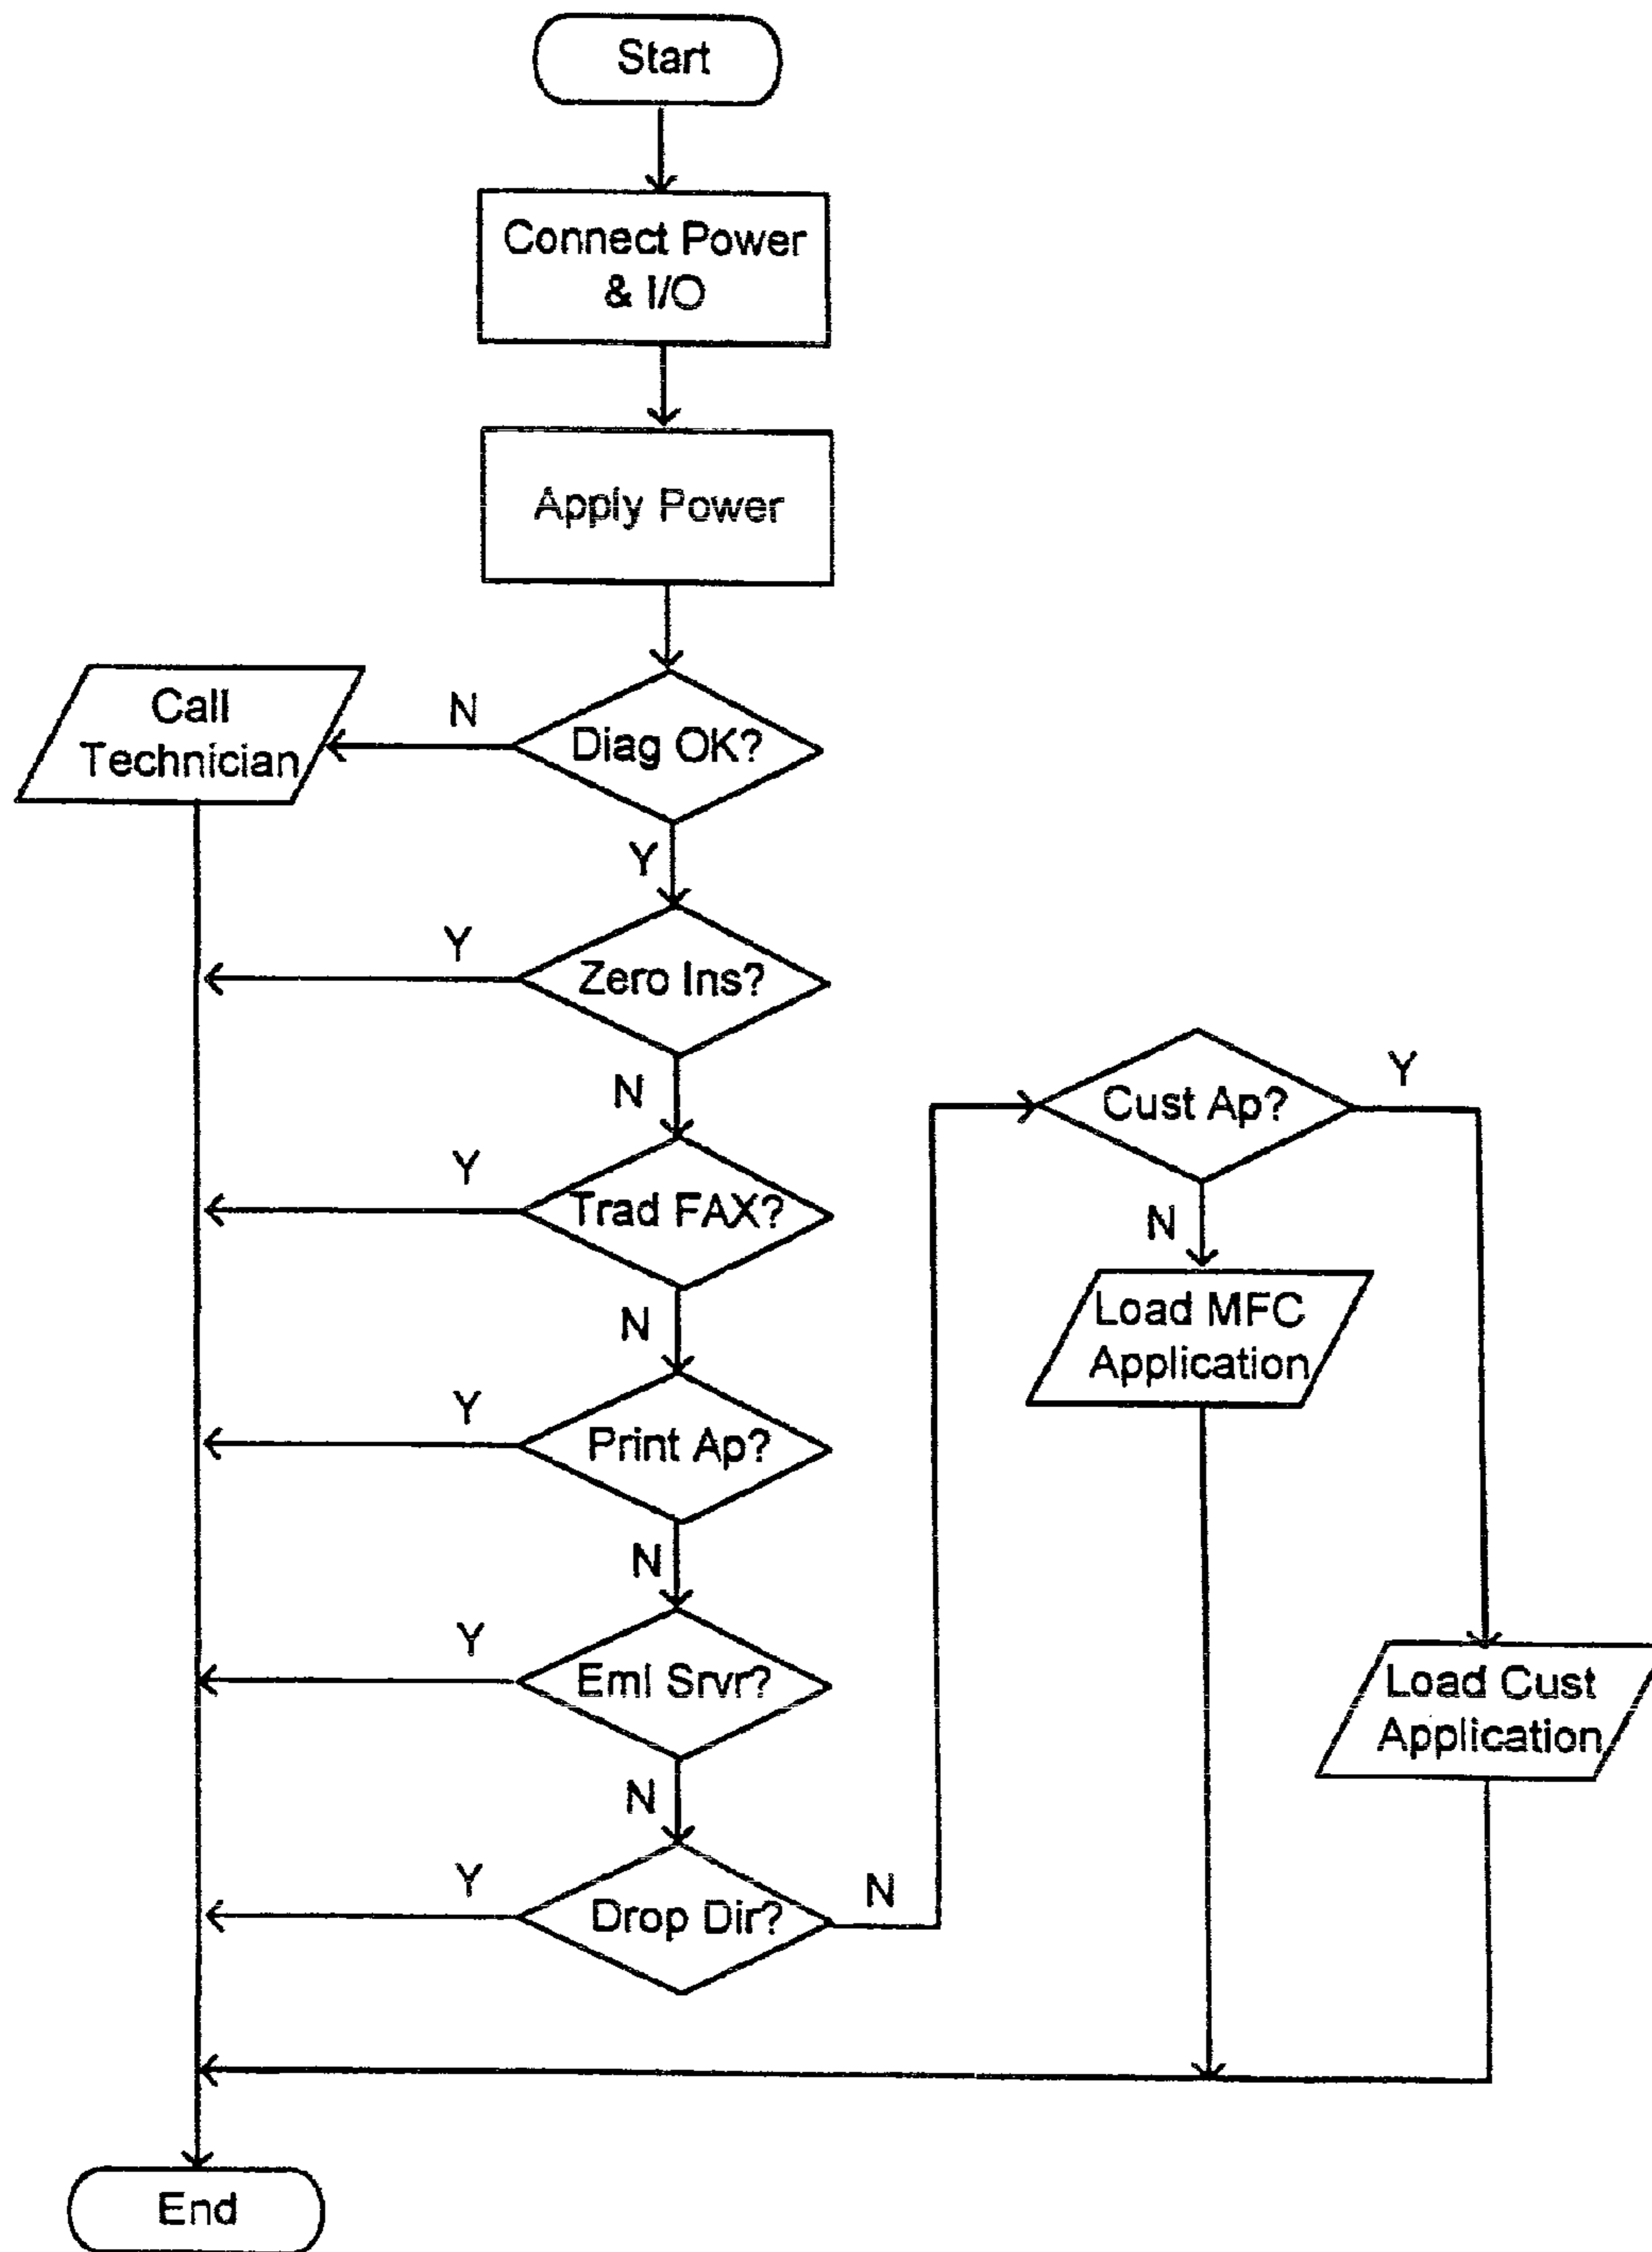 Start
Connect Power
& I/O
Apply Power
Call
Technician
N
Diag OK?
Y
Y
Zero Ins?
N
Y
Trad FAX?
N
Y
Print Ap?
N
Y
Eml Srvr?
N
Y
Drop Dir?
N
Cust Ap?
Y
N
Load MFC
Application
Load Cust
Application
End